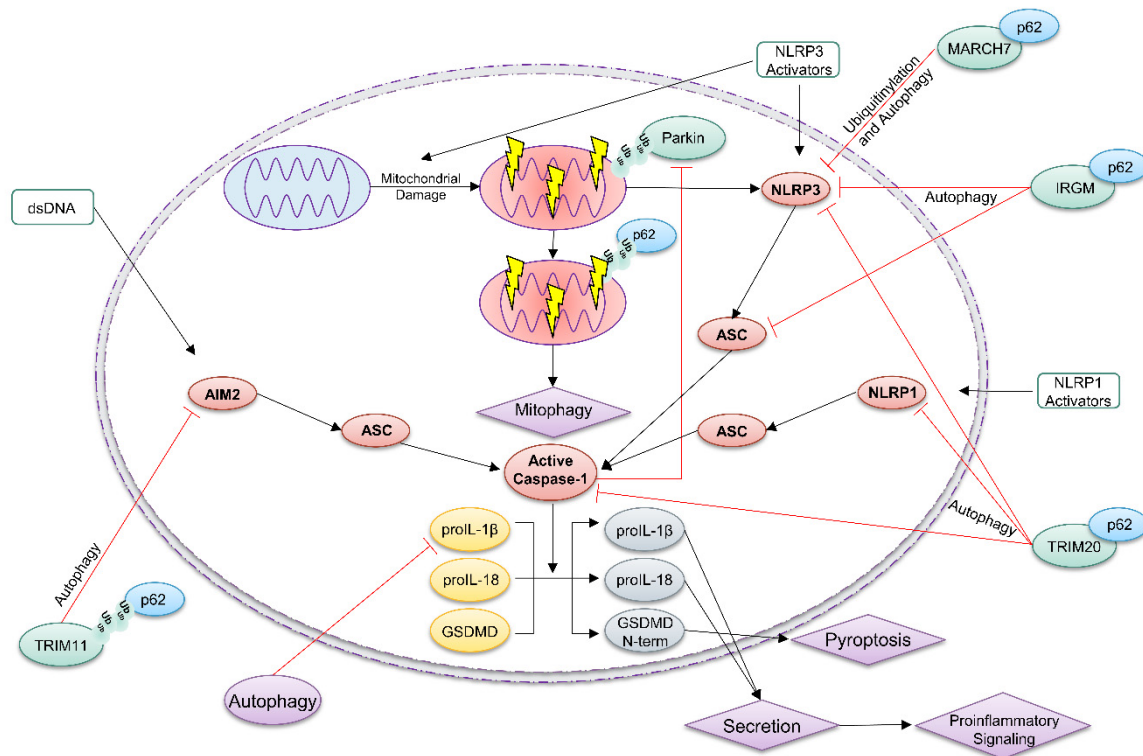 p62
MARCH7
NLRP3
Activators
Ubiquitinylation
and Autophagy
Ub
Ub
Parkin
p62
IRGM
Autophagy
Mitochondrial
Damage
NLRP3
dsDNA
Ub
Ub
p62
ASC
AIM2
NLRP1
NLRP1
Activators
Mitophagy
ASC
ASC
Active
Caspase-1
proIL-1β
proIL-1β
Autophagy
p62
TRIM20
proIL-18
proIL-18
Autophagy
Ub
Ub
p62
TRIM11
GSDMD
GSDMD
N-term
Pyroptosis
Autophagy
Secretion
Proinflammatory
Signaling